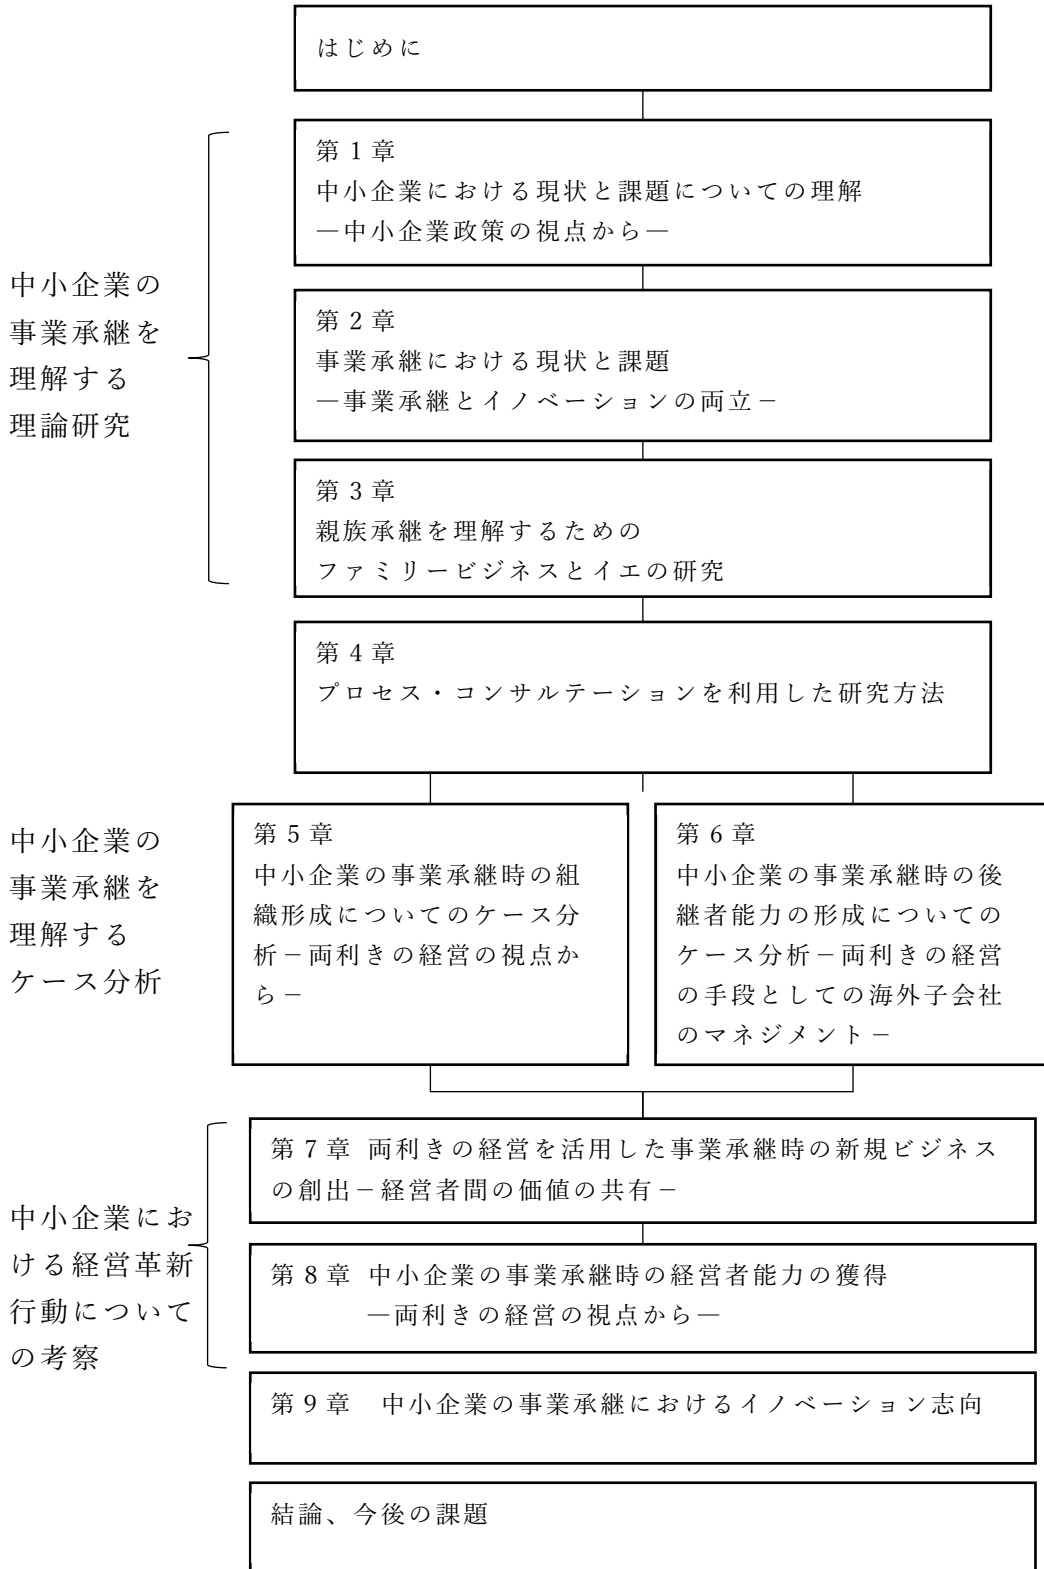 はじめに
第1章
中小企業における現状と課題についての理解
―中小企業政策の視点から―
中小企業の
事業承継を
理解する
理論研究
第2章
事業承継における現状と課題
―事業承継とイノベーションの両立－
第3章
親族承継を理解するための
ファミリービジネスとイエの研究
第4章
プロセス・コンサルテーションを利用した研究方法
中小企業の
事業承継を
理解する
ケース分析
第5章
中小企業の事業承継時の組
織形成についてのケース分
析－両利きの経営の視点か
ら－
第6章
中小企業の事業承継時の後
継者能力の形成についての
ケース分析－両利きの経営
の手段としての海外子会社
のマネジメント－
中小企業にお
ける経営革新
行動について
の考察
第7章 両利きの経営を活用した事業承継時の新規ビジネス
の創出－経営者間の価値の共有－
第8章 中小企業の事業承継時の経営者能力の獲得
―両利きの経営の視点から―
第9章　中小企業の事業承継におけるイノベーション志向
結論、今後の課題